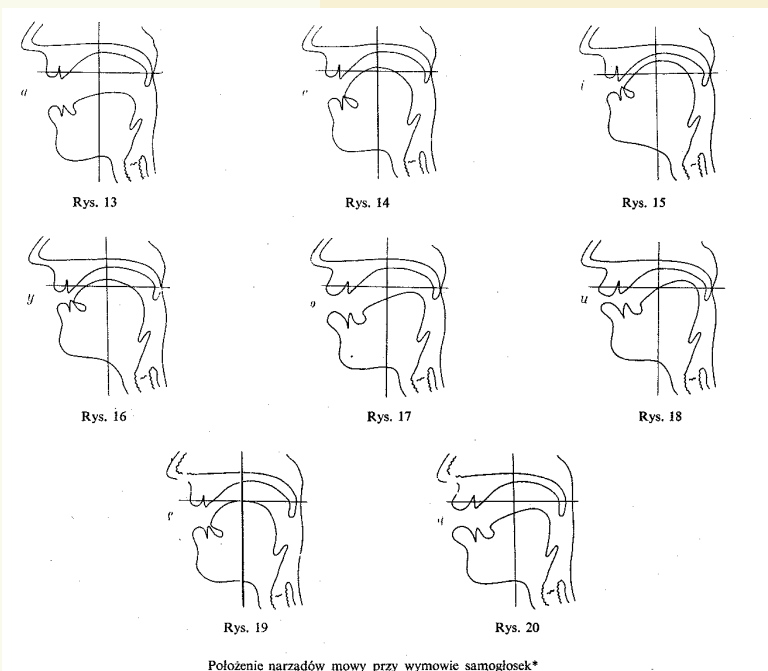 a
e
i
Rys. 13
Rys. 14
Rys. 15
y
o
u
Rys. 16
Rys. 17
Rys. 18
Rys. 19
Rys. 20
Położenie narządów mowy przy wymowie samogłosek*